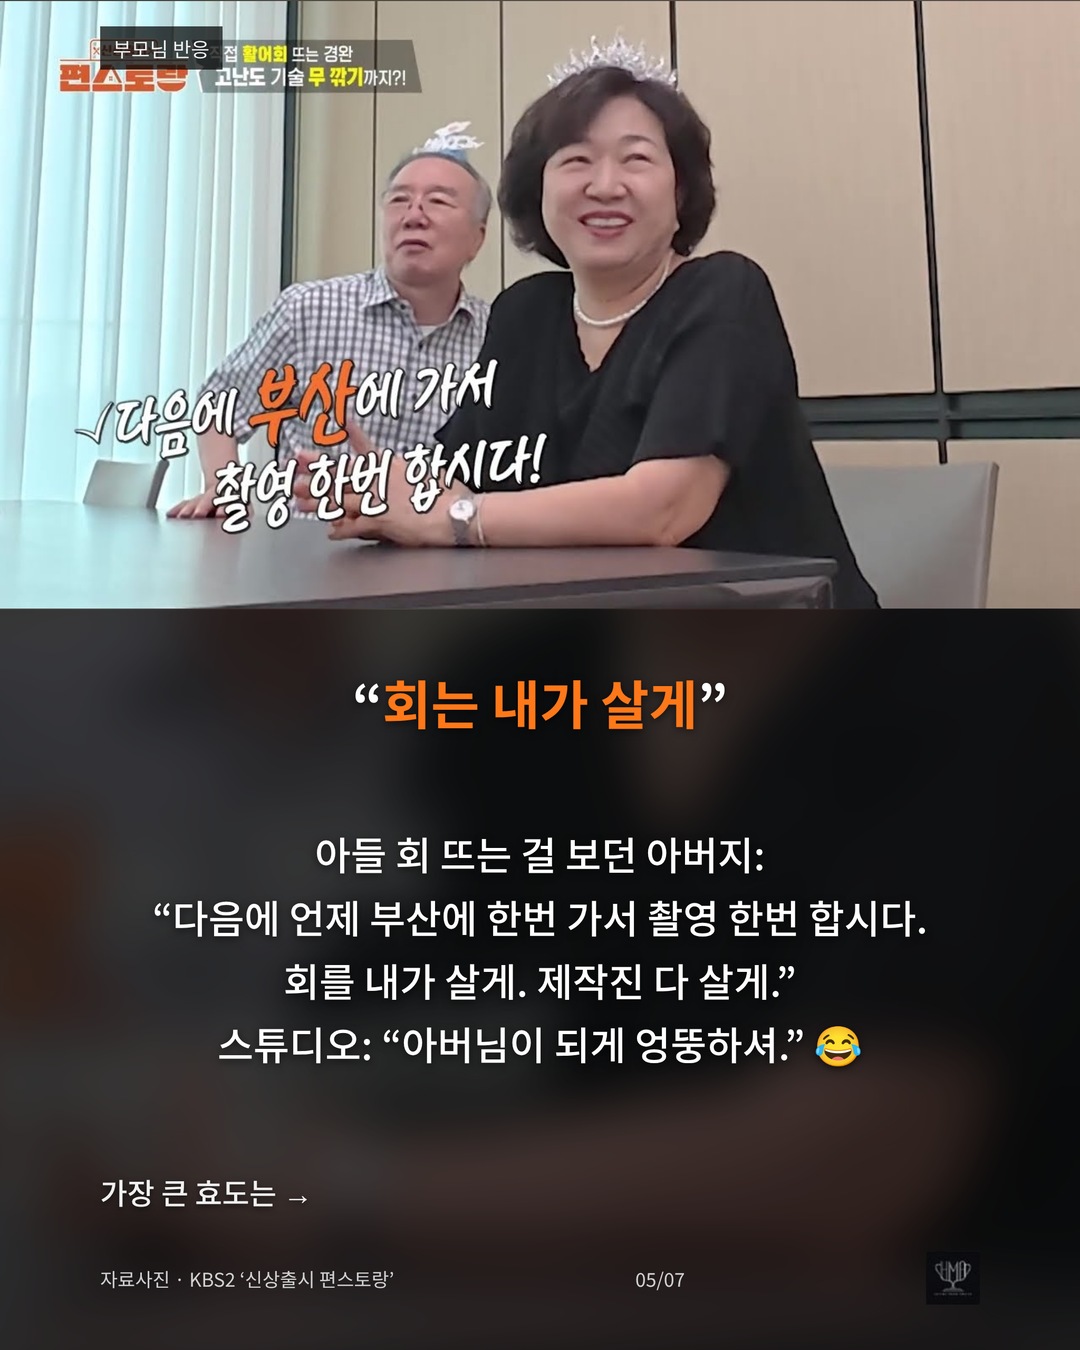 부모님 반응
편스토랑
접 활어회 뜨는 경완
고난도 기술 무 깎기까지?!
다음에 부산에 가서
촬영 한번 합시다!
“회는 내가 살게”
아들 회 뜨는 걸 보던 아버지:
“다음에 언제 부산에 한번 가서 촬영 한번 합시다.
회를 내가 살게. 제작진 다 살게.”
스튜디오: “아버님이 되게 엉뚱하셔.” 😂
가장 큰 효도는 →
자료사진 · KBS2 ‘신상출시 편스토랑’
05/07